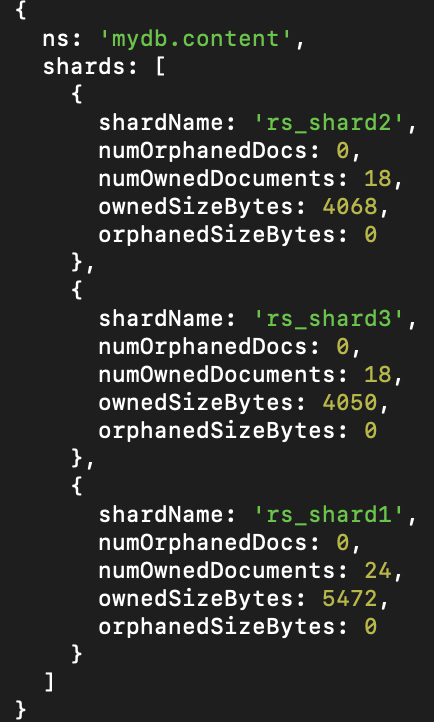 {
  ns: 'mydb.content',
  shards: [
    {
      shardName: 'rs_shard2',
      numOrphanedDocs: 0,
      numOwnedDocuments: 18,
      ownedSizeBytes: 4068,
      orphanedSizeBytes: 0
    },
    {
      shardName: 'rs_shard3',
      numOrphanedDocs: 0,
      numOwnedDocuments: 18,
      ownedSizeBytes: 4050,
      orphanedSizeBytes: 0
    },
    {
      shardName: 'rs_shard1',
      numOrphanedDocs: 0,
      numOwnedDocuments: 24,
      ownedSizeBytes: 5472,
      orphanedSizeBytes: 0
    }
  ]
}